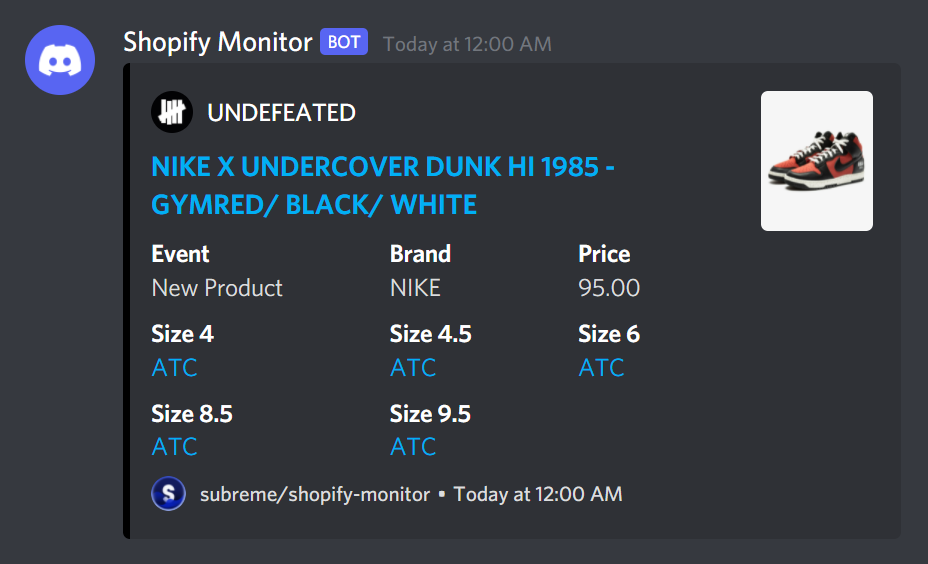 Shopify Monitor BOT Today at 12:00 AM
UNDEFEATED
NIKE X UNDERCOVER DUNK HI 1985 -
GYMRED/ BLACK/ WHITE
Event Brand Price
New Product NIKE 95.00
Size 4 Size 4.5 Size 6
ATC ATC ATC
Size 8.5 Size 9.5
ATC ATC
S subreme/shopify-monitor • Today at 12:00 AM